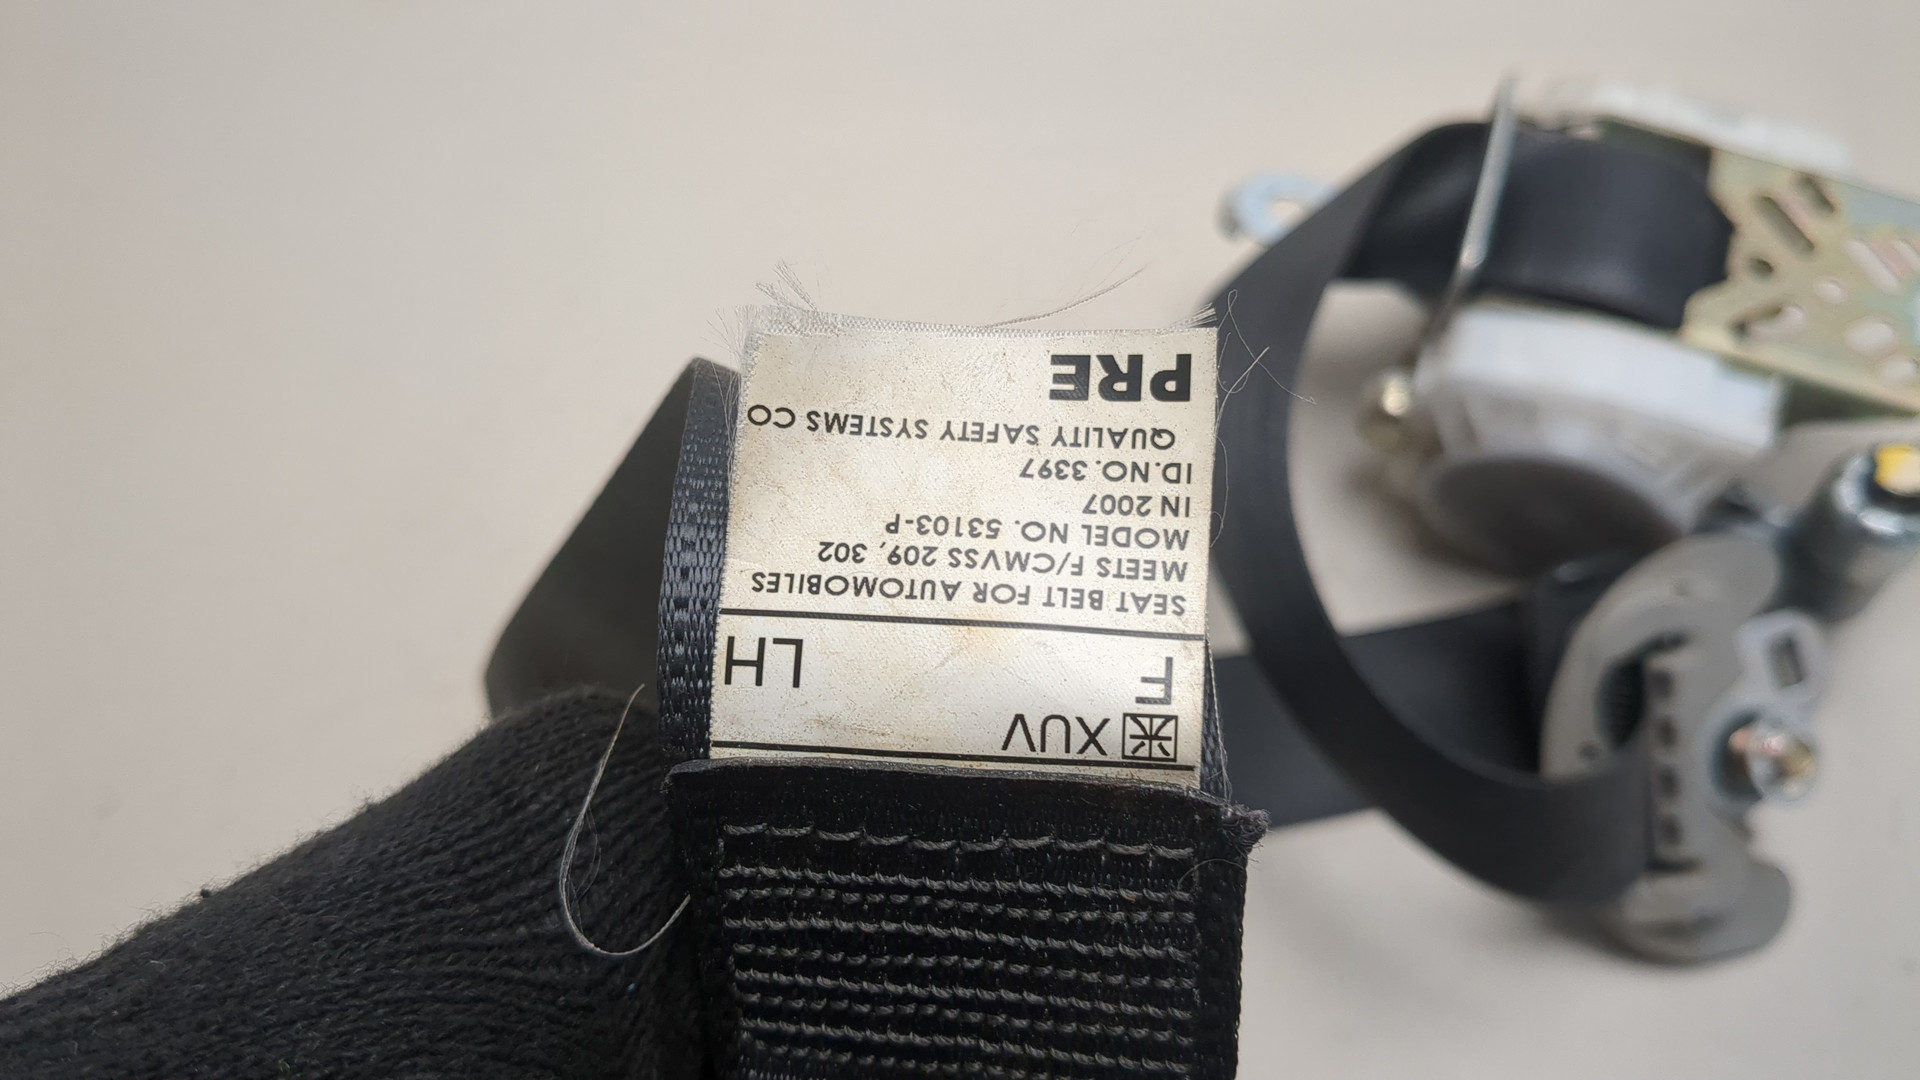 XUV
F LH
SEAT BELT FOR AUTOMOBILES
MEETS F/CMVSS 209, 302
MODEL NO. 53103-P
IN 2007
ID.NO. 3397
QUALITY SAFETY SYSTEMS CO
PRE